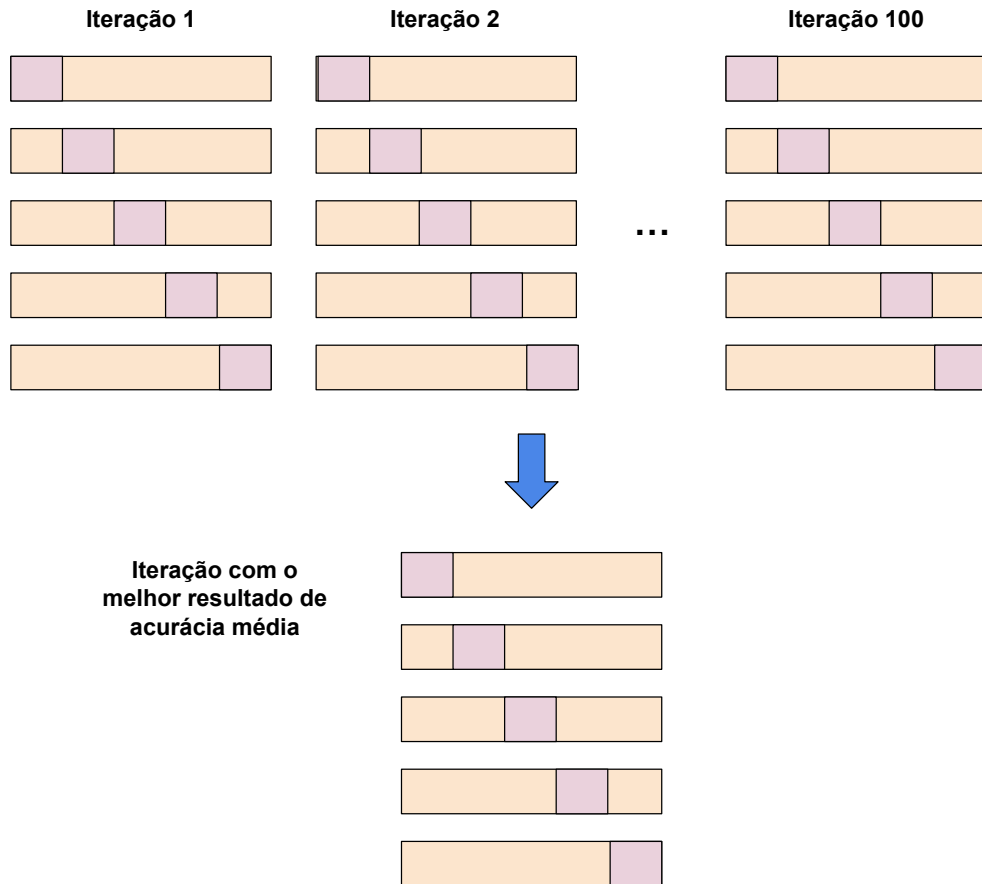 Iteração 1
Iteração 2
Iteração 100
...
Iteração com o
melhor resultado de
acurácia média